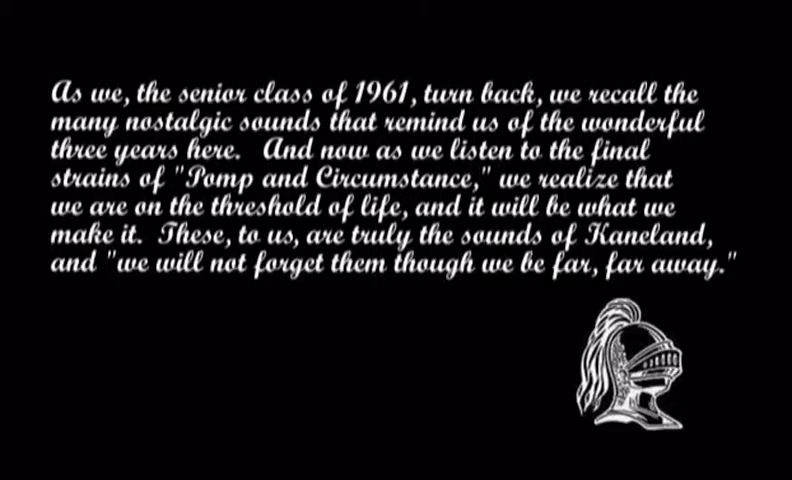 As we, the senior class of 1961, turn back, we recall the
many nostalgic sounds that remind us of the wonderful
three years here.   And now as we listen to the final
strains of "Pomp and Circumstance," we realize that
we are on the threshold of life, and it will be what we
make it.  These, to us, are truly the sounds of Kaneland,
and "we will not forget them though we be far, far away."